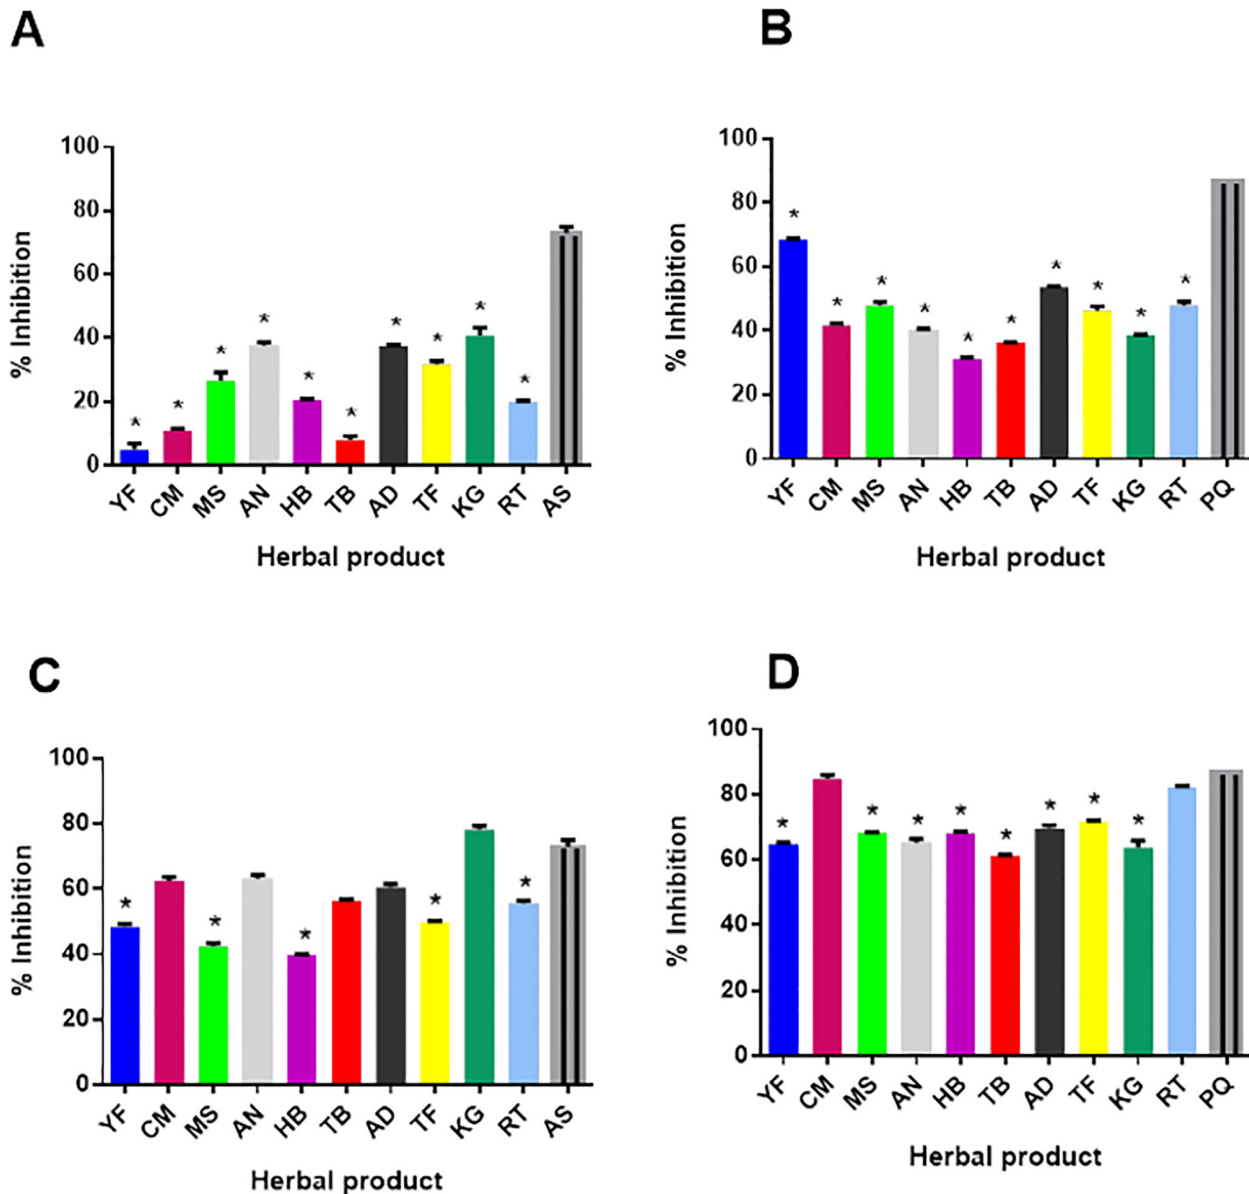 A
% Inhibition
100
80
60
40
20
0
* * * * * * * * * *
YF CM MS AN HB TB AD TF KG RT AS
Herbal product
B
% Inhibition
100
80
60
40
20
0
* * * * * * * * * *
YF CM MS AN HB TB AD TF KG RT PQ
Herbal product
C
% Inhibition
100
80
60
40
20
0
* * * * *
YF CM MS AN HB TB AD TF KG RT AS
Herbal product
D
% Inhibition
100
80
60
40
20
0
* * * * * * * *
YF CM MS AN HB TB AD TF KG RT PQ
Herbal product